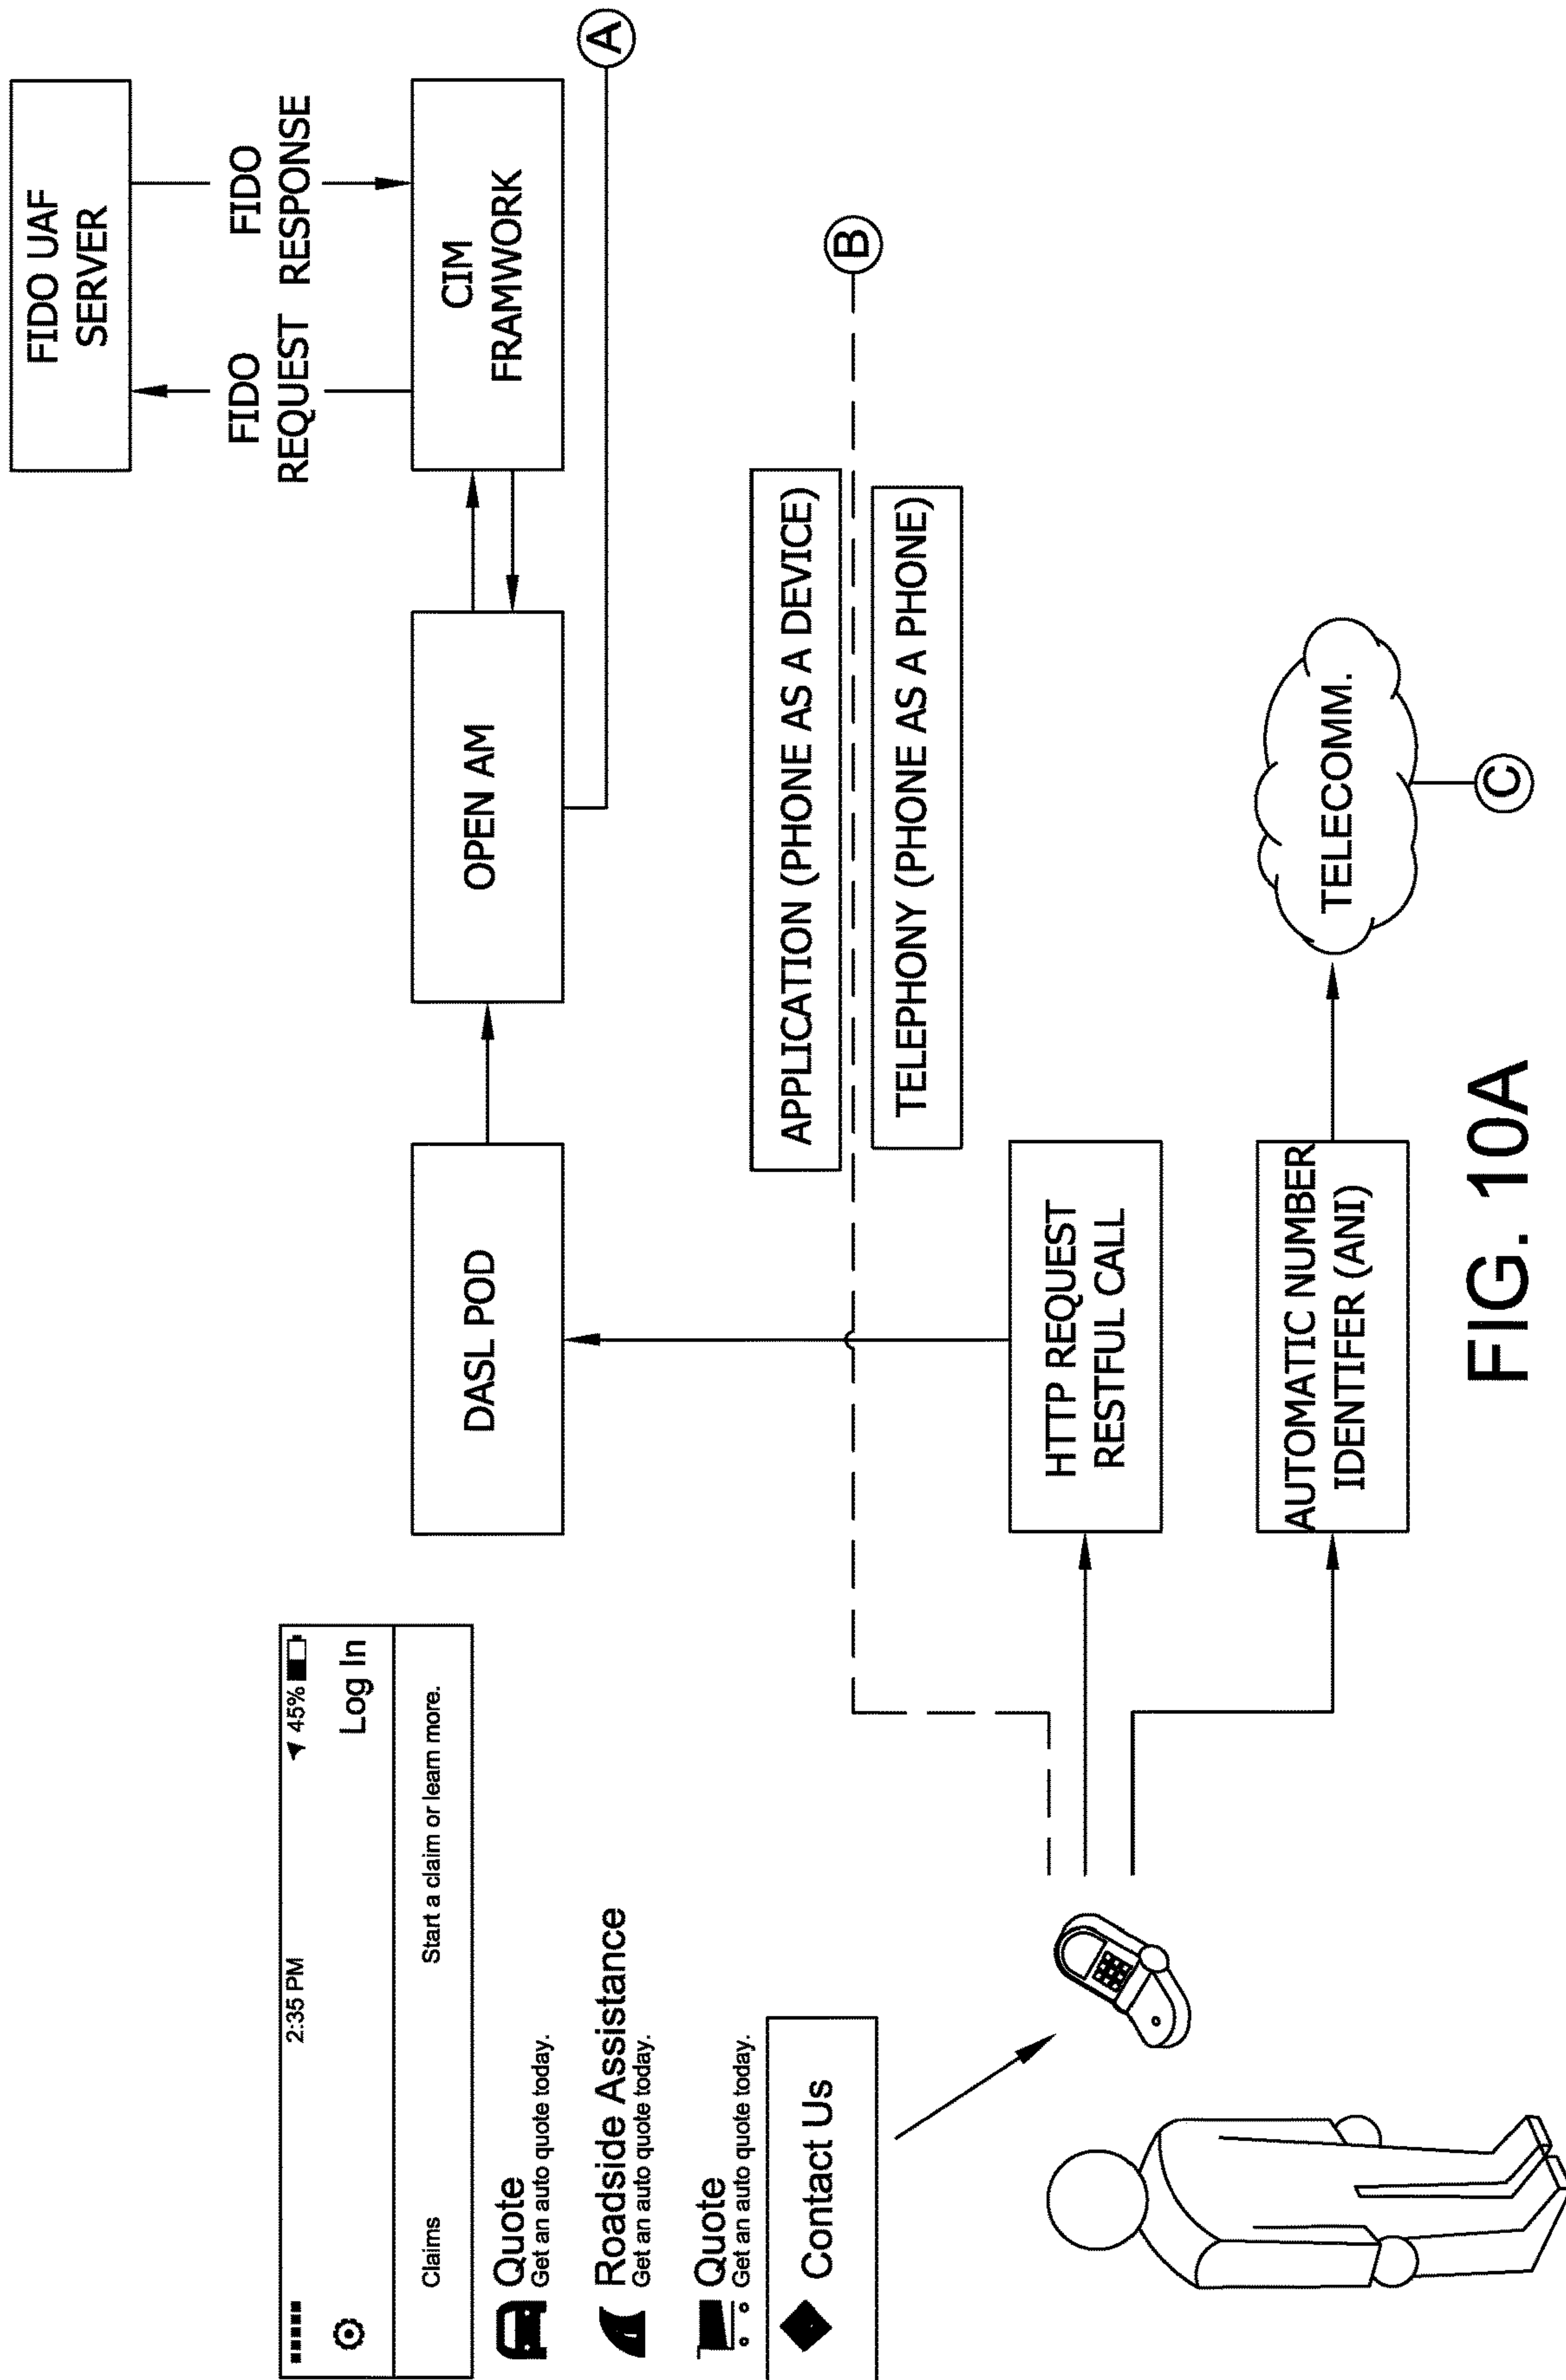 2:35 PM
45%
Log In
Claims
Start a claim or learn more.
Quote
Get an auto quote today.
Roadside Assistance
Get an auto quote today.
Quote
Get an auto quote today.
Contact Us
FIDO UAF
SERVER
FIDO
REQUEST
FIDO
RESPONSE
DASL POD
OPEN AM
CIM
FRAMWORK
A
APPLICATION (PHONE AS A DEVICE)
B
TELEPHONY (PHONE AS A PHONE)
HTTP REQUEST
RESTFUL CALL
AUTOMATIC NUMBER
IDENTIFER (ANI)
TELECOMM.
C
FIG. 10A